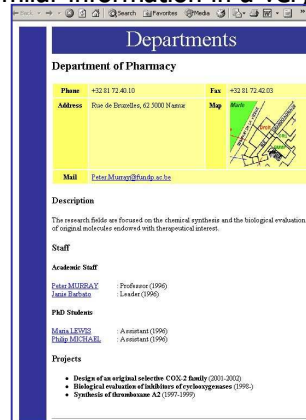 Search Favorites Media
Departments
Department of Pharmacy
Phone +32 81 72.40.10 Fax +32 81 72.42.03
Address Rue de Bruxelles, 62 5000 Namur Map
Mail Peter.Murray@fundp.ac.be
Description
The research fields are focused on the chemical synthesis and the biological evaluation
of original molecules endowed with therapeutical interest.
Staff
Academic Staff
Peter MURRAY : Professor (1996)
Janie Barbato : Leader (1996)
PhD Students
Maria LEWIS : Assistant (1996)
Philip MICHAEL : Assistant (1996)
Projects
Design of an original selective COX-2 family (2001-2002)
Biological evaluation of inhibitors of cyclooxygenases (1998-)
Synthesis of thromboxane A2 (1997-1999)